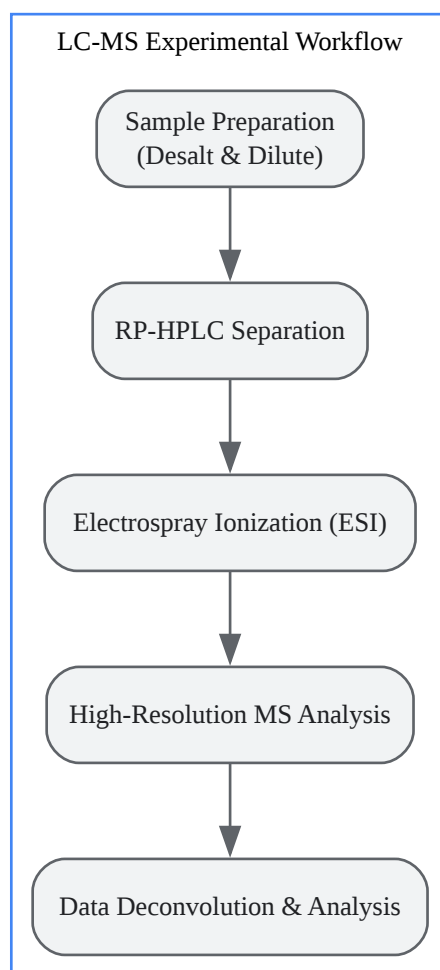 LC-MS Experimental Workflow
Sample Preparation
(Desalt & Dilute)
RP-HPLC Separation
Electrospray Ionization (ESI)
High-Resolution MS Analysis
Data Deconvolution & Analysis